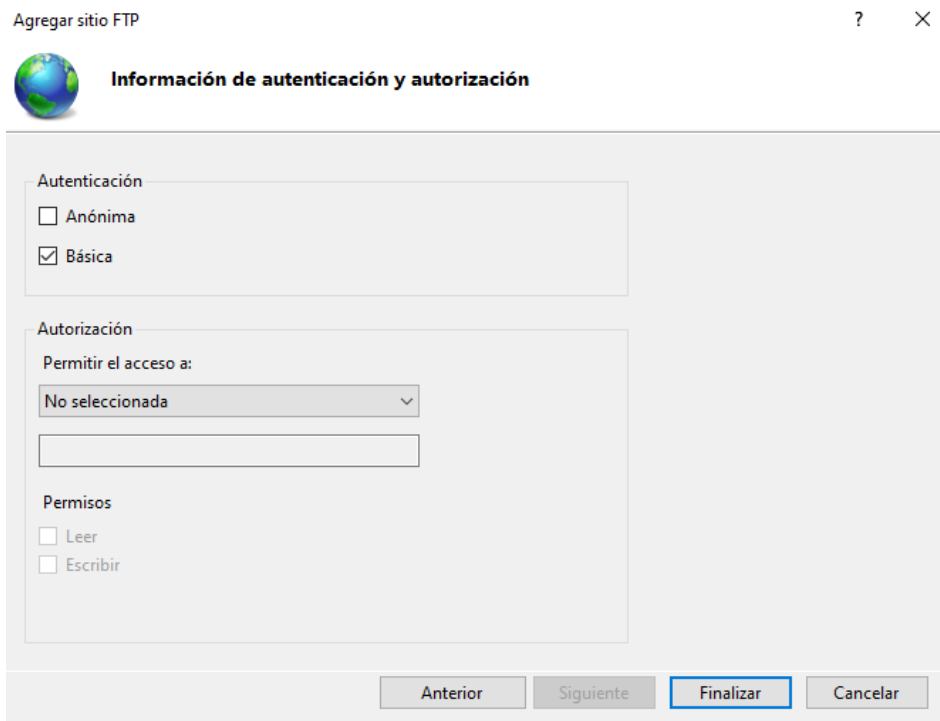 Agregar sitio FTP
?
Información de autenticación y autorización
Autenticación
Anónima
Básica
Autorización
Permitir el acceso a:
No seleccionada
Permisos
Leer
Escribir
Anterior
Siguiente
Finalizar
Cancelar